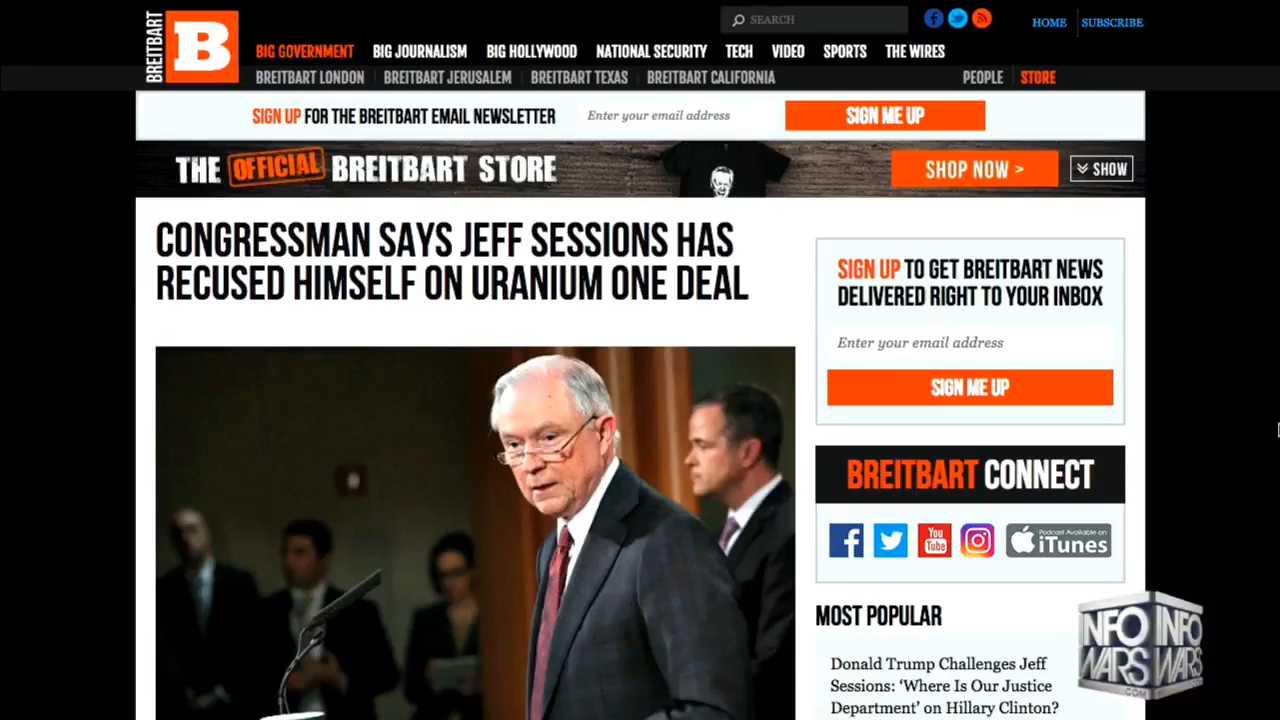 BREITBART
B
SEARCH
HOME
SUBSCRIBE
BIG GOVERNMENT BIG JOURNALISM BIG HOLLYWOOD NATIONAL SECURITY TECH VIDEO SPORTS THE WIRES
BREITBART LONDON BREITBART JERUSALEM BREITBART TEXAS BREITBART CALIFORNIA PEOPLE STORE
SIGN UP FOR THE BREITBART EMAIL NEWSLETTER Enter your email address SIGN ME UP
THE OFFICIAL BREITBART STORE SHOP NOW > SHOW
CONGRESSMAN SAYS JEFF SESSIONS HAS
RECUSED HIMSELF ON URANIUM ONE DEAL
SIGN UP TO GET BREITBART NEWS
DELIVERED RIGHT TO YOUR INBOX
Enter your email address
SIGN ME UP
BREITBART CONNECT
You
Tube
Podcast Available on
iTunes
MOST POPULAR
Donald Trump Challenges Jeff
Sessions: ‘Where Is Our Justice
Department’ on Hillary Clinton?
INFO INFO
WARS WARS
.COM